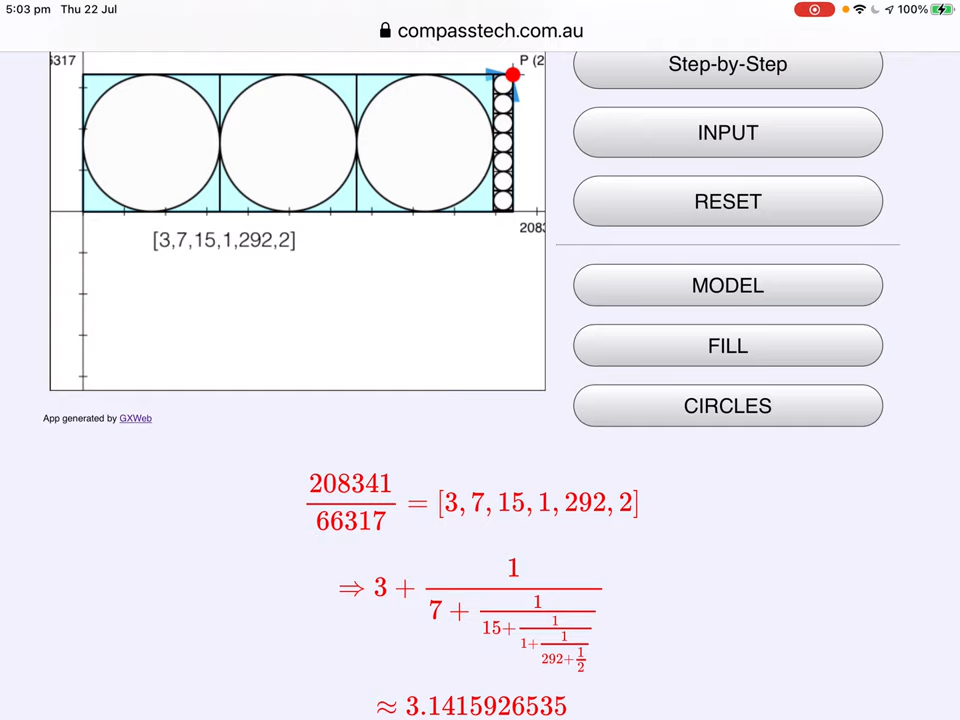 5:03 pm Thu 22 Jul 100%
compasstech.com.au
6317
P (2
Step-by-Step
INPUT
RESET
2083
[3,7,15,1,292,2]
MODEL
FILL
CIRCLES
App generated by GXWeb
208341/66317 = [3, 7, 15, 1, 292, 2]
⇒ 3 + 1/(7 + 1/(15+1/(1+1/(292+1/2))))
≈ 3.1415926535